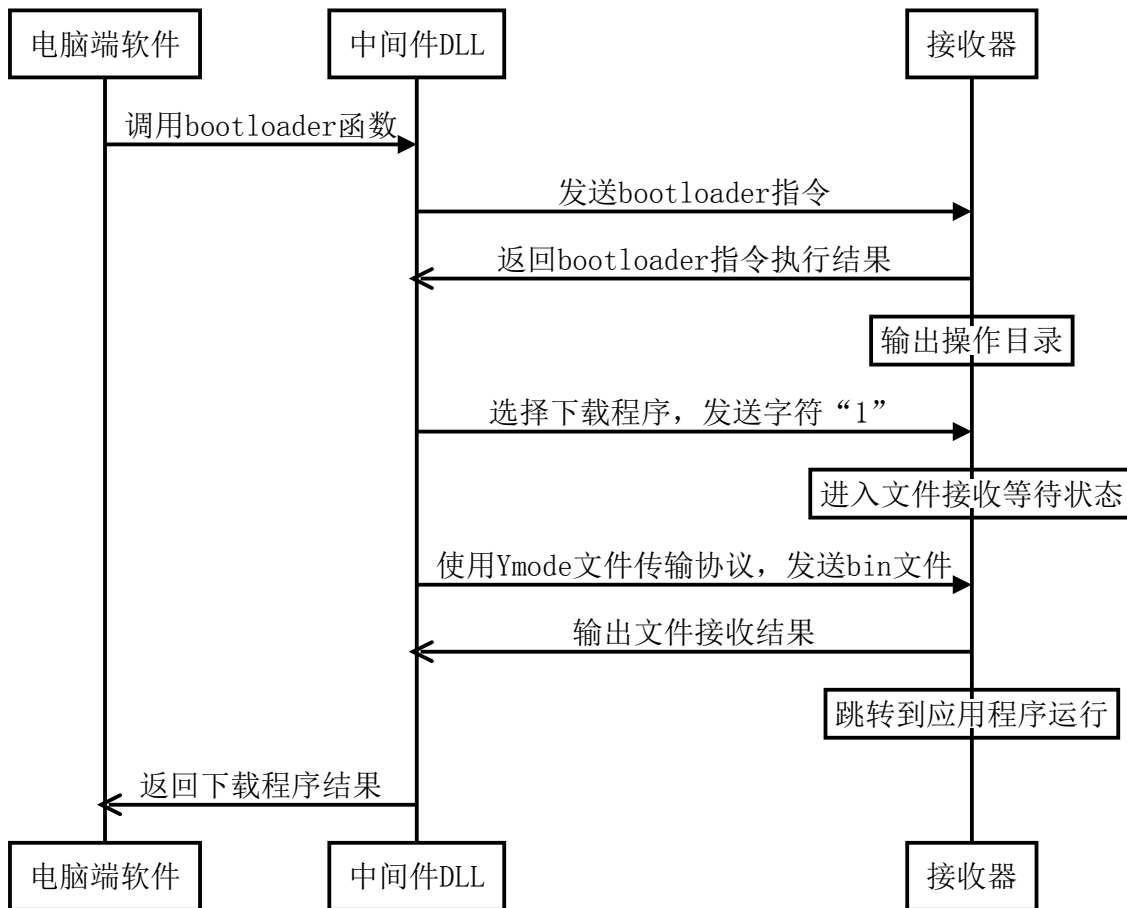 电脑端软件
中间件DLL
接收器
调用bootloader函数
发送bootloader指令
返回bootloader指令执行结果
输出操作目录
选择下载程序，发送字符“1”
进入文件接收等待状态
使用Ymode文件传输协议，发送bin文件
输出文件接收结果
跳转到应用程序运行
返回下载程序结果
电脑端软件
中间件DLL
接收器